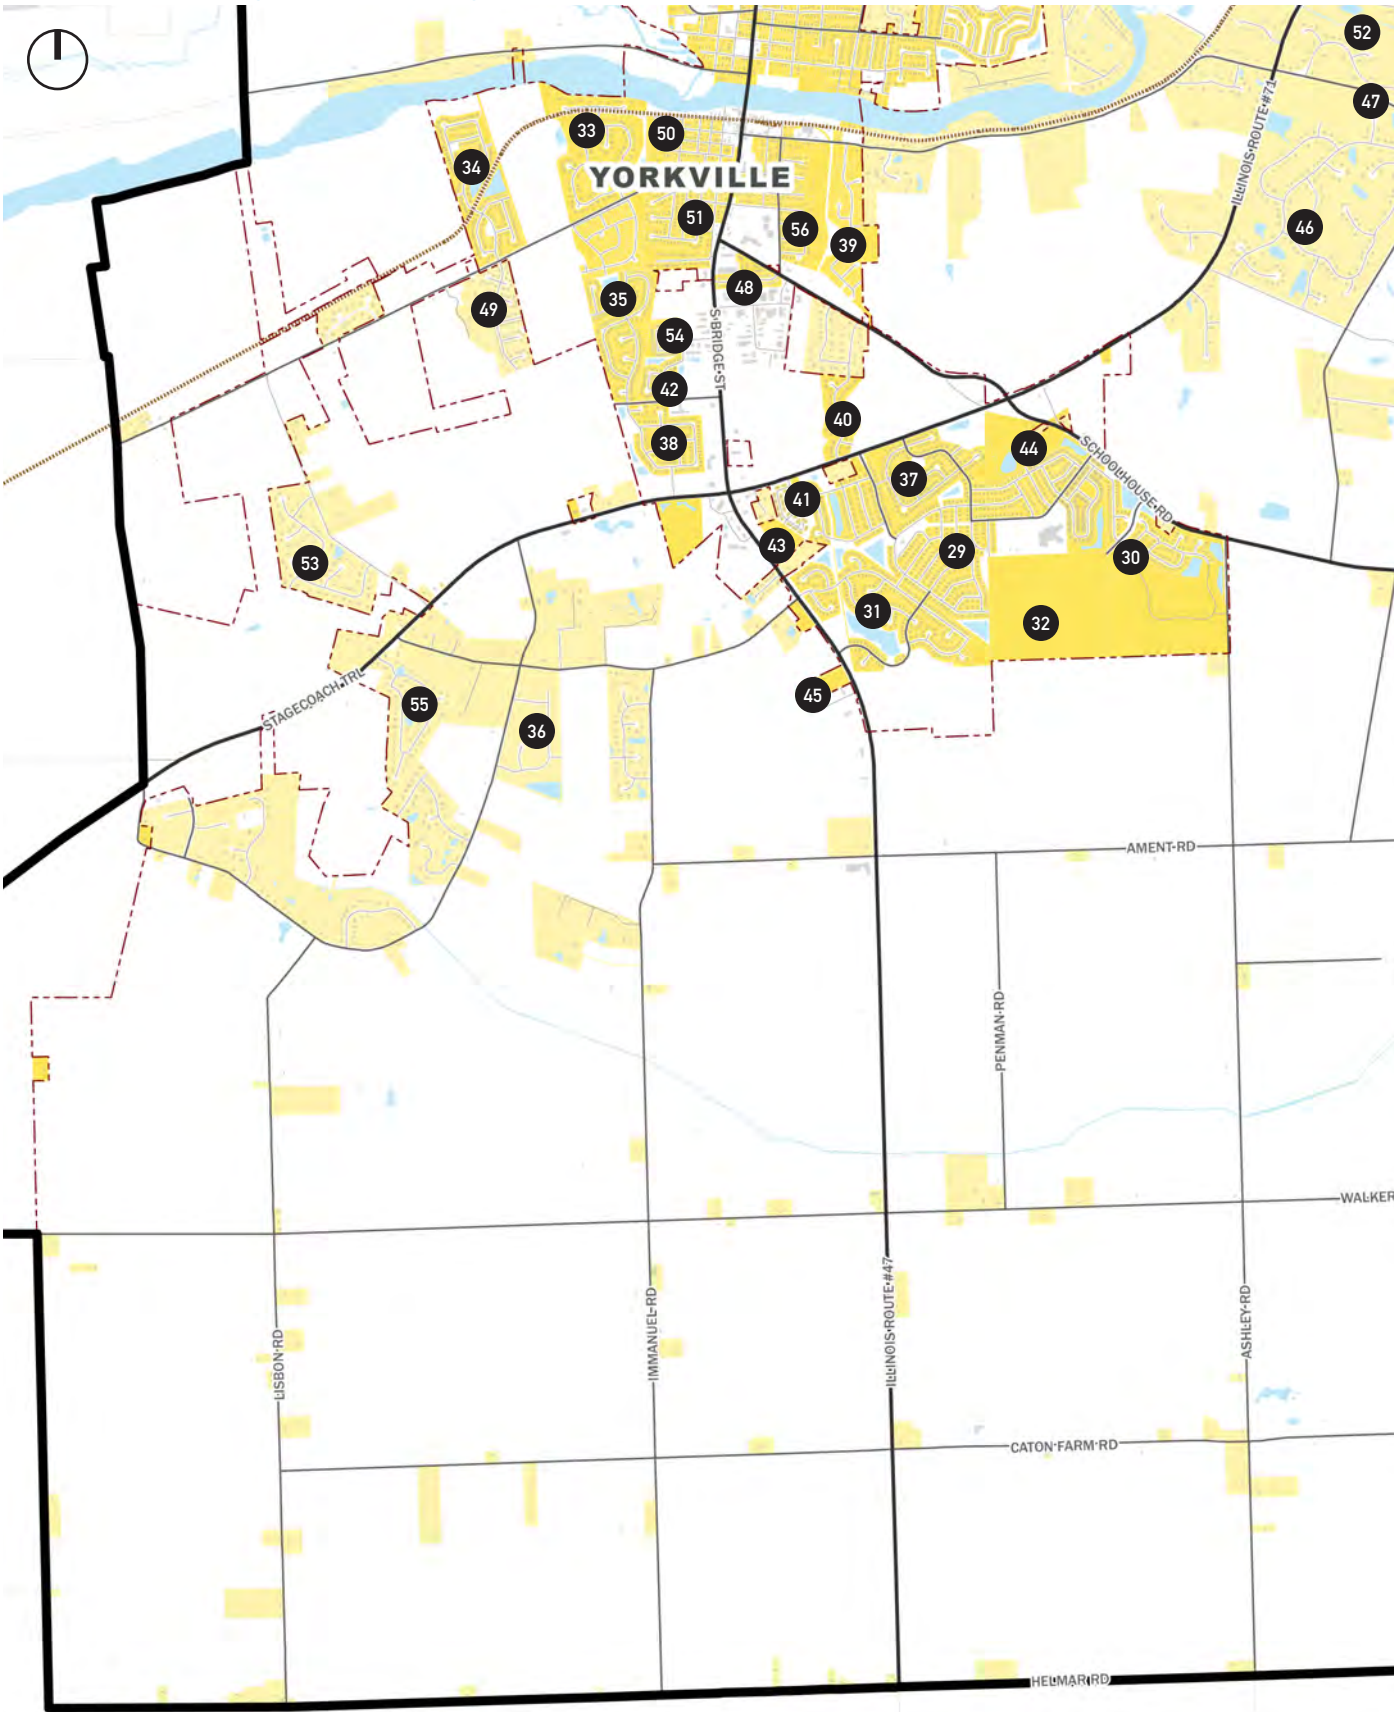 52
47
ILLINOIS ROUTE #71
33
50
34
YORKVILLE
51
56
39
46
48
35
49
54
S BRIDGE ST
42
40
38
44
SCHOOLHOUSE RD
37
41
43
29
30
53
31
32
45
STAGECOACH TRL
55
36
AMENT RD
PENMAN RD
WALKER
LISBON RD
IMMANUEL RD
ILLINOIS ROUTE #47
ASHLEY RD
CATON FARM RD
HELMAR RD